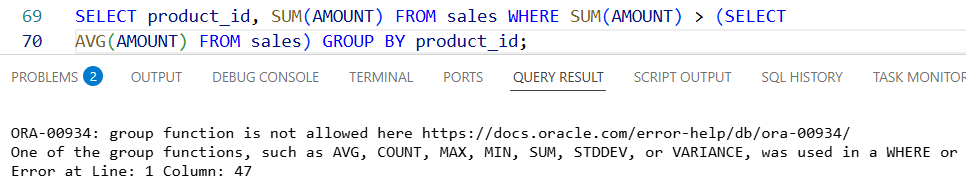 69 SELECT product_id, SUM(AMOUNT) FROM sales WHERE SUM(AMOUNT) > (SELECT
70 AVG(AMOUNT) FROM sales) GROUP BY product_id;
PROBLEMS 2 OUTPUT DEBUG CONSOLE TERMINAL PORTS QUERY RESULT SCRIPT OUTPUT SQL HISTORY TASK MONITOR
ORA-00934: group function is not allowed here https://docs.oracle.com/error-help/db/ora-00934/
One of the group functions, such as AVG, COUNT, MAX, MIN, SUM, STDDEV, or VARIANCE, was used in a WHERE or
Error at Line: 1 Column: 47